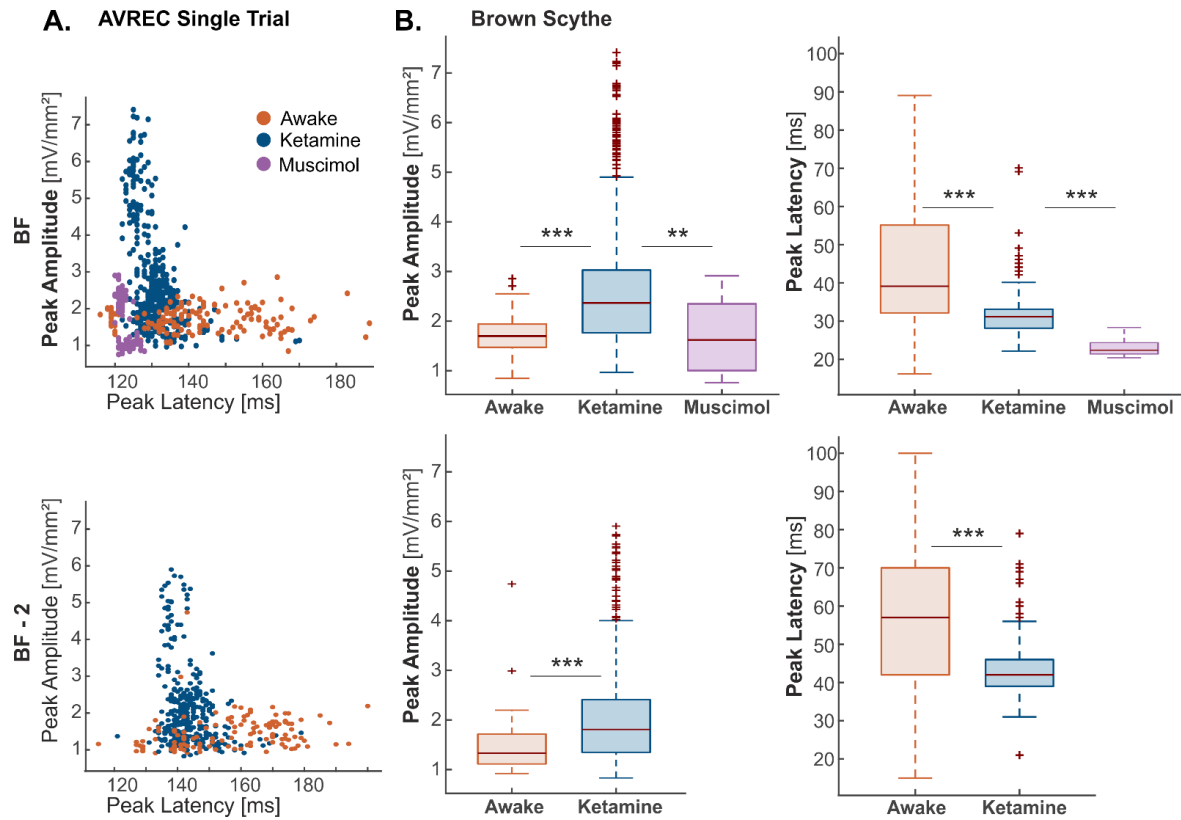 A. AVREC Single Trial
B. Brown Scythe
BF
Peak Amplitude [mV/mm²]
7
6
5
4
3
2
1
120 140 160 180
Peak Latency [ms]
Awake
Ketamine
Muscimol
Peak Amplitude [mV/mm²]
7
6
5
4
3
2
1
*** **
Awake Ketamine Muscimol
Peak Latency [ms]
100
90
80
70
60
50
40
30
20
*** ***
Awake Ketamine Muscimol
BF - 2
Peak Amplitude [mV/mm²]
7
6
5
4
3
2
1
120 140 160 180
Peak Latency [ms]
Peak Amplitude [mV/mm²]
7
6
5
4
3
2
1
***
Awake Ketamine
Peak Latency [ms]
100
90
80
70
60
50
40
30
20
***
Awake Ketamine